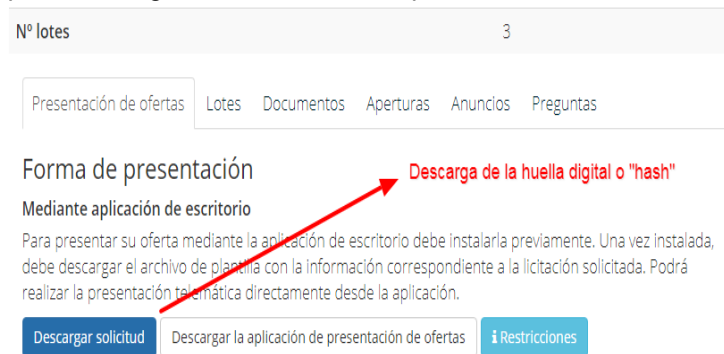 Nº lotes 3
Presentación de ofertas Lotes Documentos Aperturas Anuncios Preguntas
Forma de presentación
Descarga de la huella digital o "hash"
Mediante aplicación de escritorio
Para presentar su oferta mediante la aplicación de escritorio debe instalarla previamente. Una vez instalada,
debe descargar el archivo de plantilla con la información correspondiente a la licitación solicitada. Podrá
realizar la presentación telemática directamente desde la aplicación.
Descargar solicitud Descargar la aplicación de presentación de ofertas i Restricciones